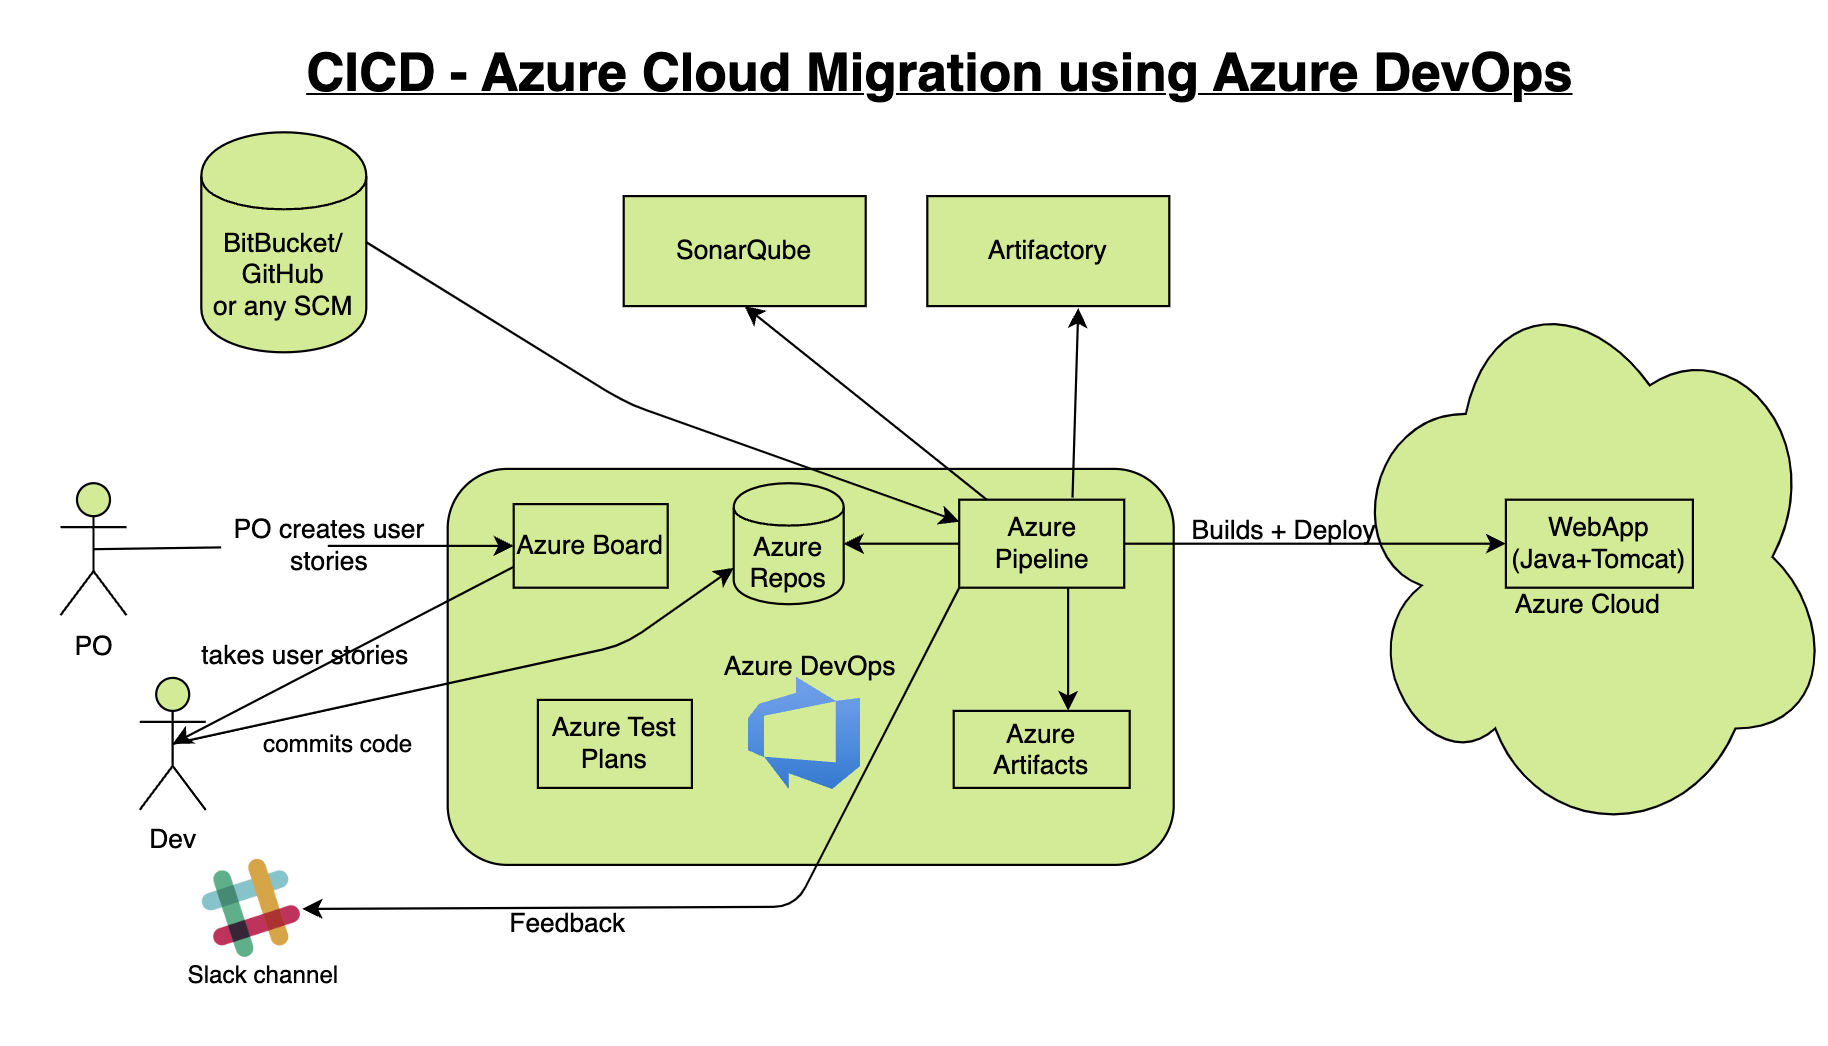 CICD - Azure Cloud Migration using Azure DevOps
BitBucket/
GitHub
or any SCM
SonarQube
Artifactory
PO creates user
stories
PO
Azure Board
Azure
Repos
Azure
Pipeline
Builds + Deploy
WebApp
(Java+Tomcat)
Azure Cloud
takes user stories
commits code
Dev
Azure DevOps
Azure Test
Plans
Azure
Artifacts
Feedback
Slack channel